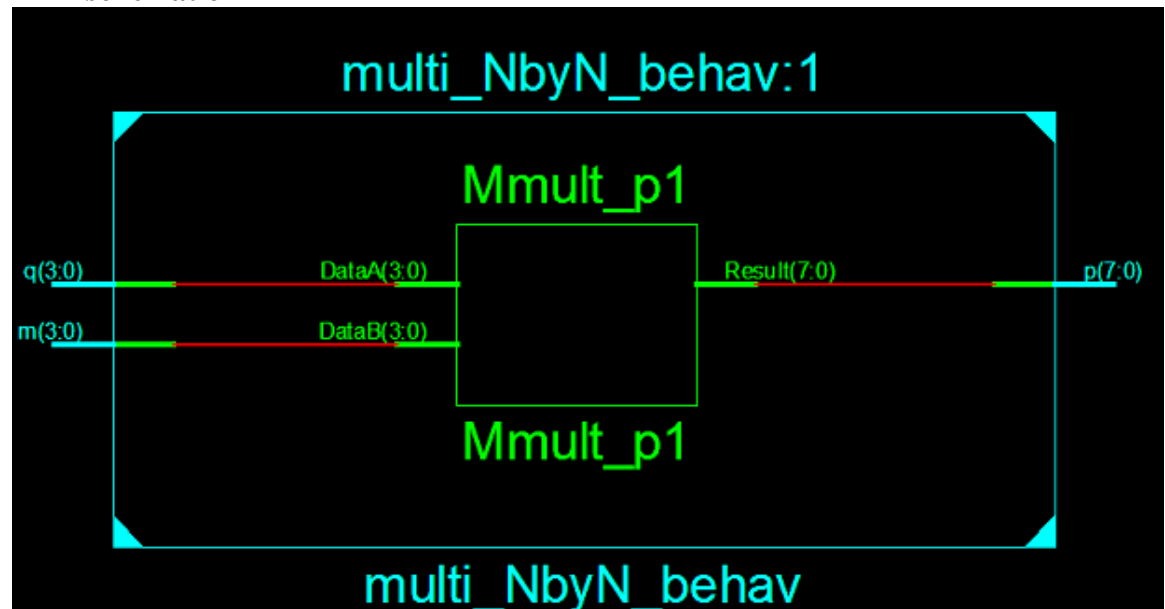 multi_NbyN_behav:1
Mmult_p1
q(3:0) DataA(3:0) Result(7:0) p(7:0)
m(3:0) DataB(3:0)
Mmult_p1
multi_NbyN_behav